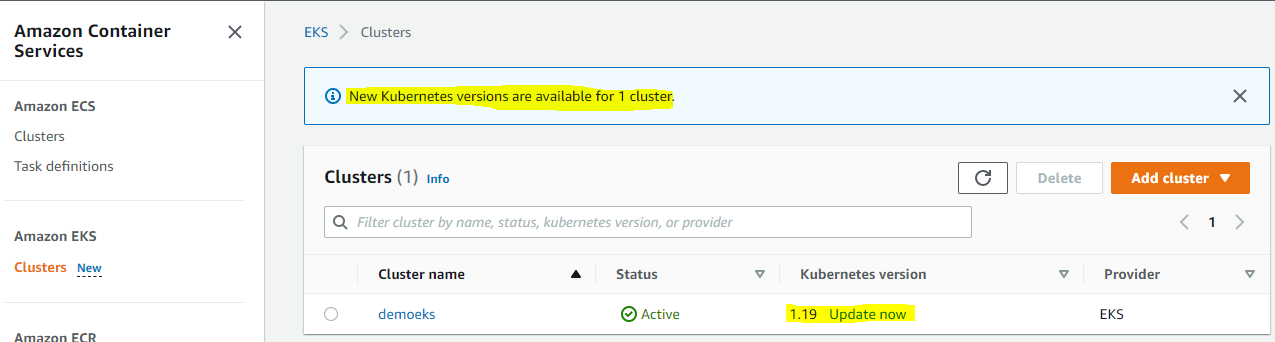 Amazon Container
Services
Amazon ECS
Clusters
Task definitions
Amazon EKS
Clusters New
Amazon ECR
EKS > Clusters
New Kubernetes versions are available for 1 cluster.
Clusters (1) Info
Delete
Add cluster
Filter cluster by name, status, kubernetes version, or provider
1
Cluster name Status Kubernetes version Provider
demoeks Active 1.19 Update now EKS